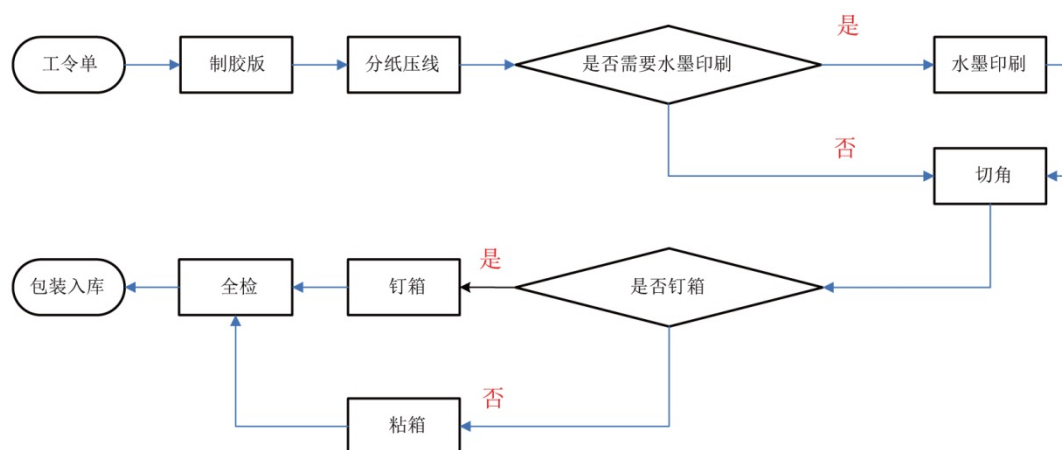 工令单
制胶版
分纸压线
是否需要水墨印刷
是
水墨印刷
否
切角
包装入库
全检
钉箱
是
是否钉箱
粘箱
否